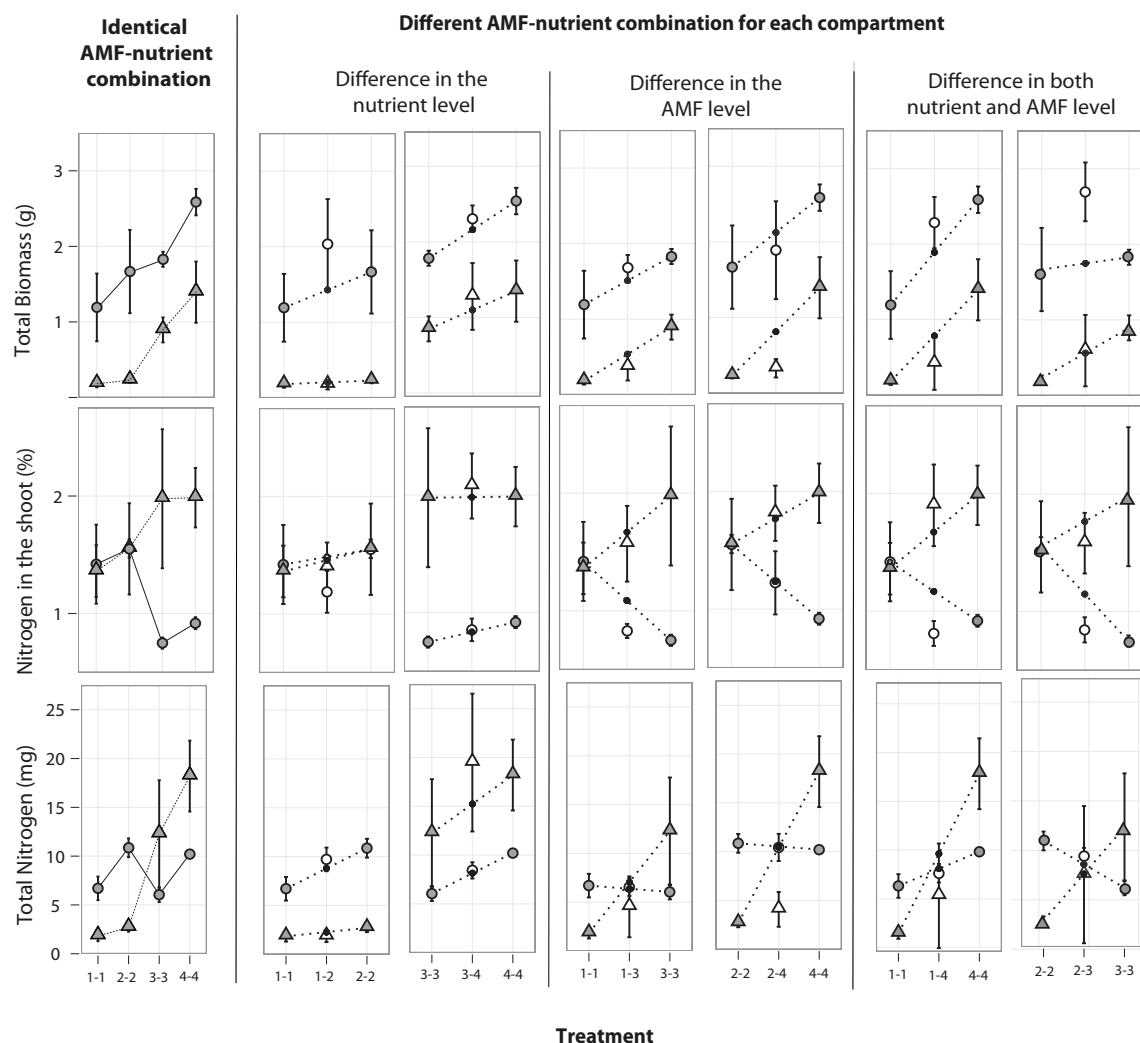 Identical
AMF-nutrient
combination
Different AMF-nutrient combination for each compartment
Difference in the
nutrient level
Difference in the
AMF level
Difference in both
nutrient and AMF level
Total Biomass (g)
3
2
1
Nitrogen in the shoot (%)
2
1
Total Nitrogen (mg)
25
20
15
10
5
0
1-1 2-2 3-3 4-4
1-1 1-2 2-2
3-3 3-4 4-4
1-1 1-3 3-3
2-2 2-4 4-4
1-1 1-4 4-4
2-2 2-3 3-3
Treatment